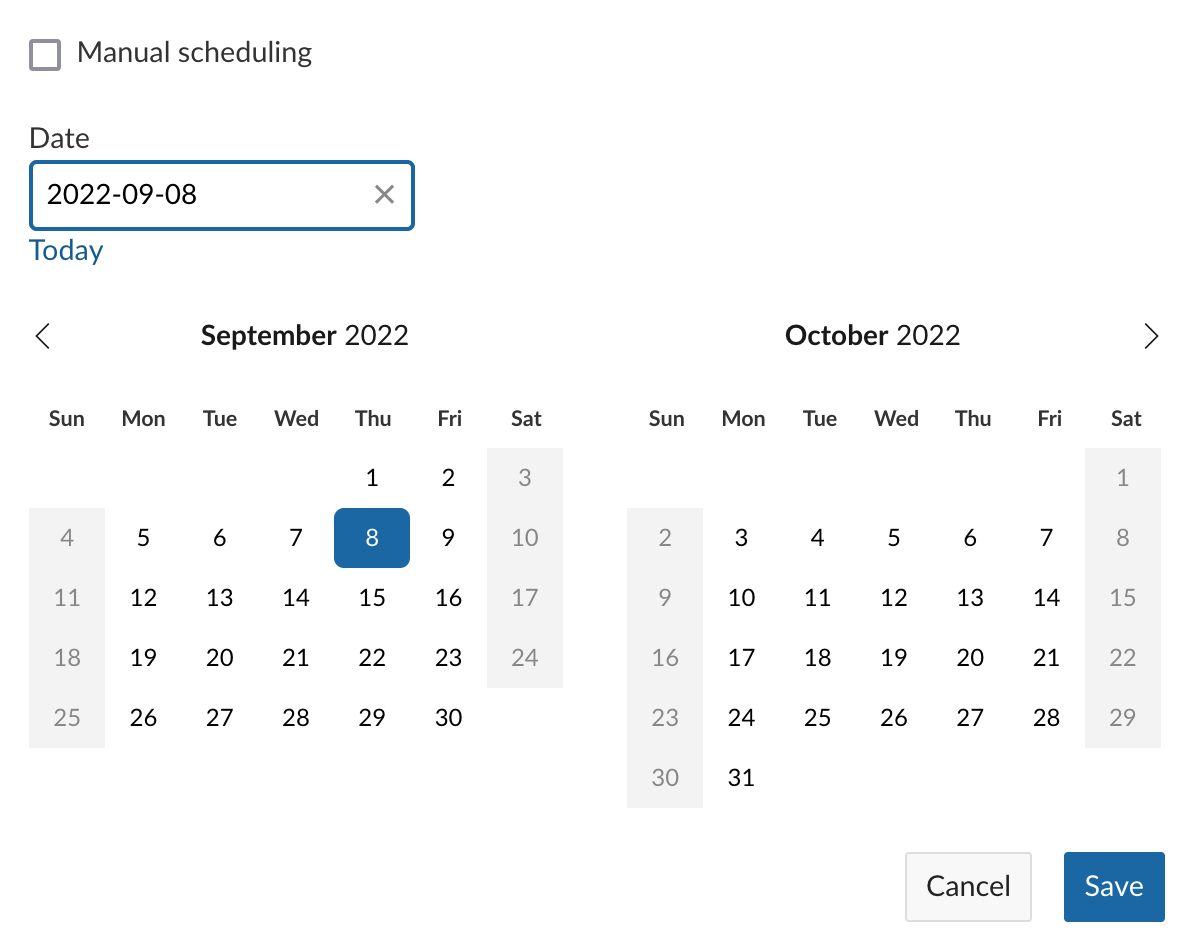 Manual scheduling
Date
2022-09-08
Today
September 2022
Sun Mon Tue Wed Thu Fri Sat
1 2 3
4 5 6 7 8 9 10
11 12 13 14 15 16 17
18 19 20 21 22 23 24
25 26 27 28 29 30
October 2022
Sun Mon Tue Wed Thu Fri Sat
1
2 3 4 5 6 7 8
9 10 11 12 13 14 15
16 17 18 19 20 21 22
23 24 25 26 27 28 29
30 31
Cancel Save